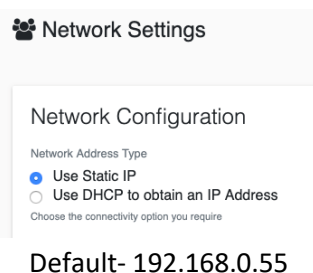 Network Settings
Network Configuration
Network Address Type
Use Static IP
Use DHCP to obtain an IP Address
Choose the connectivity option you require
Default- 192.168.0.55